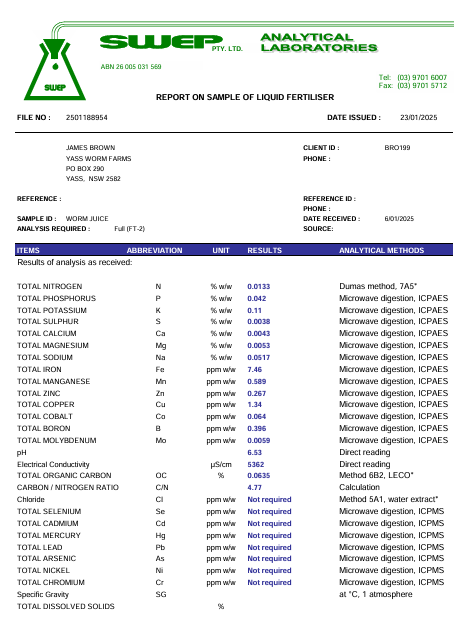 SWEP PTY. LTD. ANALYTICAL LABORATORIES
ABN 26 005 031 569
SWEP
Tel: (03) 9701 6007
Fax: (03) 9701 5712
REPORT ON SAMPLE OF LIQUID FERTILISER
FILE NO : 2501188954 DATE ISSUED : 23/01/2025
JAMES BROWN CLIENT ID : BRO199
YASS WORM FARMS PHONE :
PO BOX 290
YASS, NSW 2582
REFERENCE : REFERENCE ID :
PHONE :
SAMPLE ID : WORM JUICE DATE RECEIVED : 6/01/2025
ANALYSIS REQUIRED : Full (FT-2) SOURCE:
ITEMS ABBREVIATION UNIT RESULTS ANALYTICAL METHODS
Results of analysis as received:
TOTAL NITROGEN N % w/w 0.0133 Dumas method, 7A5*
TOTAL PHOSPHORUS P % w/w 0.042 Microwave digestion, ICPAES
TOTAL POTASSIUM K % w/w 0.11 Microwave digestion, ICPAES
TOTAL SULPHUR S % w/w 0.0038 Microwave digestion, ICPAES
TOTAL CALCIUM Ca % w/w 0.0043 Microwave digestion, ICPAES
TOTAL MAGNESIUM Mg % w/w 0.0053 Microwave digestion, ICPAES
TOTAL SODIUM Na % w/w 0.0517 Microwave digestion, ICPAES
TOTAL IRON Fe ppm w/w 7.46 Microwave digestion, ICPAES
TOTAL MANGANESE Mn ppm w/w 0.589 Microwave digestion, ICPAES
TOTAL ZINC Zn ppm w/w 0.267 Microwave digestion, ICPAES
TOTAL COPPER Cu ppm w/w 1.34 Microwave digestion, ICPAES
TOTAL COBALT Co ppm w/w 0.064 Microwave digestion, ICPAES
TOTAL BORON B ppm w/w 0.396 Microwave digestion, ICPAES
TOTAL MOLYBDENUM Mo ppm w/w 0.0059 Microwave digestion, ICPAES
pH 6.53 Direct reading
Electrical Conductivity µS/cm 5362 Direct reading
TOTAL ORGANIC CARBON OC % 0.0635 Method 6B2, LECO*
CARBON / NITROGEN RATIO C/N 4.77 Calculation
Chloride Cl ppm w/w Not required Method 5A1, water extract*
TOTAL SELENIUM Se ppm w/w Not required Microwave digestion, ICPMS
TOTAL CADMIUM Cd ppm w/w Not required Microwave digestion, ICPMS
TOTAL MERCURY Hg ppm w/w Not required Microwave digestion, ICPMS
TOTAL LEAD Pb ppm w/w Not required Microwave digestion, ICPMS
TOTAL ARSENIC As ppm w/w Not required Microwave digestion, ICPMS
TOTAL NICKEL Ni ppm w/w Not required Microwave digestion, ICPMS
TOTAL CHROMIUM Cr ppm w/w Not required Microwave digestion, ICPMS
Specific Gravity SG at °C, 1 atmosphere
TOTAL DISSOLVED SOLIDS %